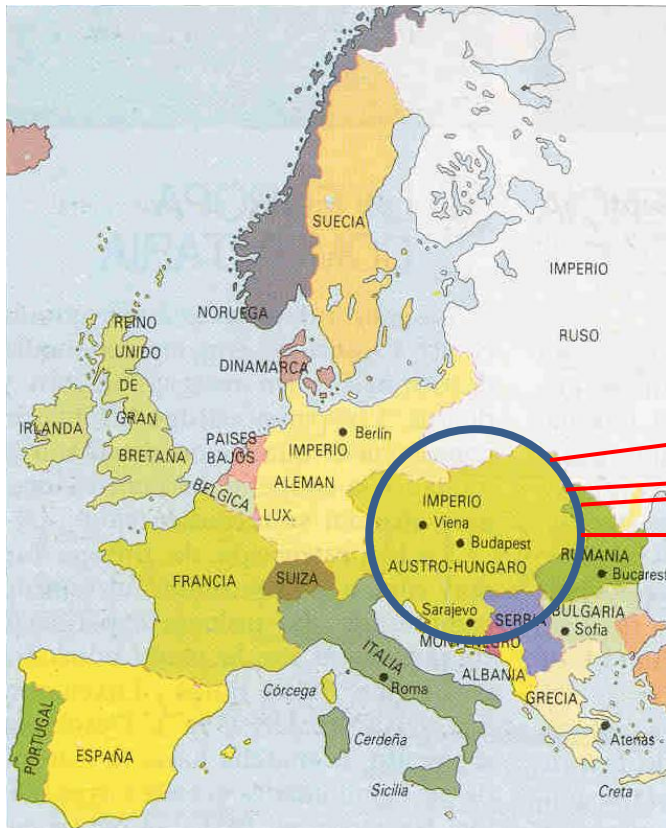 SUECIA
IMPERIO
RUSO
NORUEGA
REINO
UNIDO
DE
GRAN
BRETAÑA
IRLANDA
DINAMARCA
PAISES
BAJOS
BELGICA
LUX.
Berlín
IMPERIO
ALEMAN
IMPERIO
Viena
Budapest
AUSTRO-HUNGARO
FRANCIA
SUIZA
RUMANIA
Bucarest
Sarajevo
SERBIA
BULGARIA
Sofia
MONTENEGRO
ITALIA
Roma
ALBANIA
GRECIA
Atenas
Córcega
Cerdeña
Sicilia
Creta
PORTUGAL
ESPAÑA